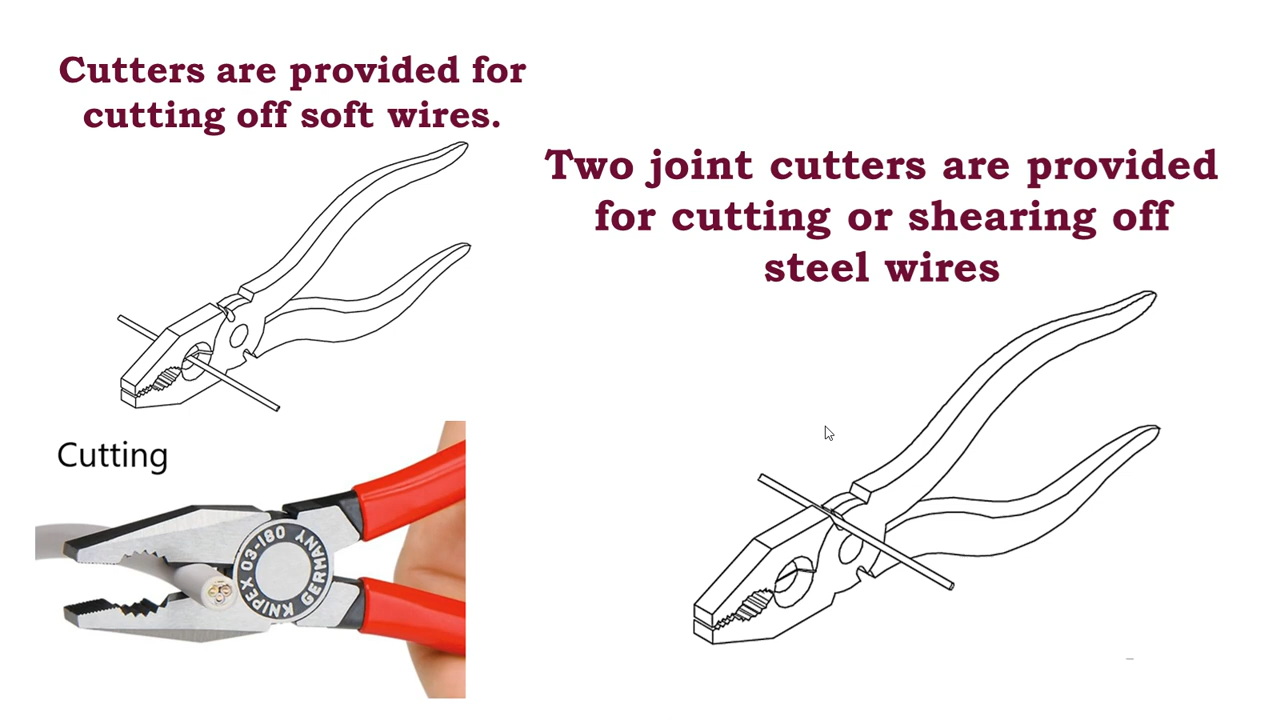 Cutters are provided for
cutting off soft wires.
Two joint cutters are provided
for cutting or shearing off
steel wires
Cutting
KNIPEX 03-180 GERMANY